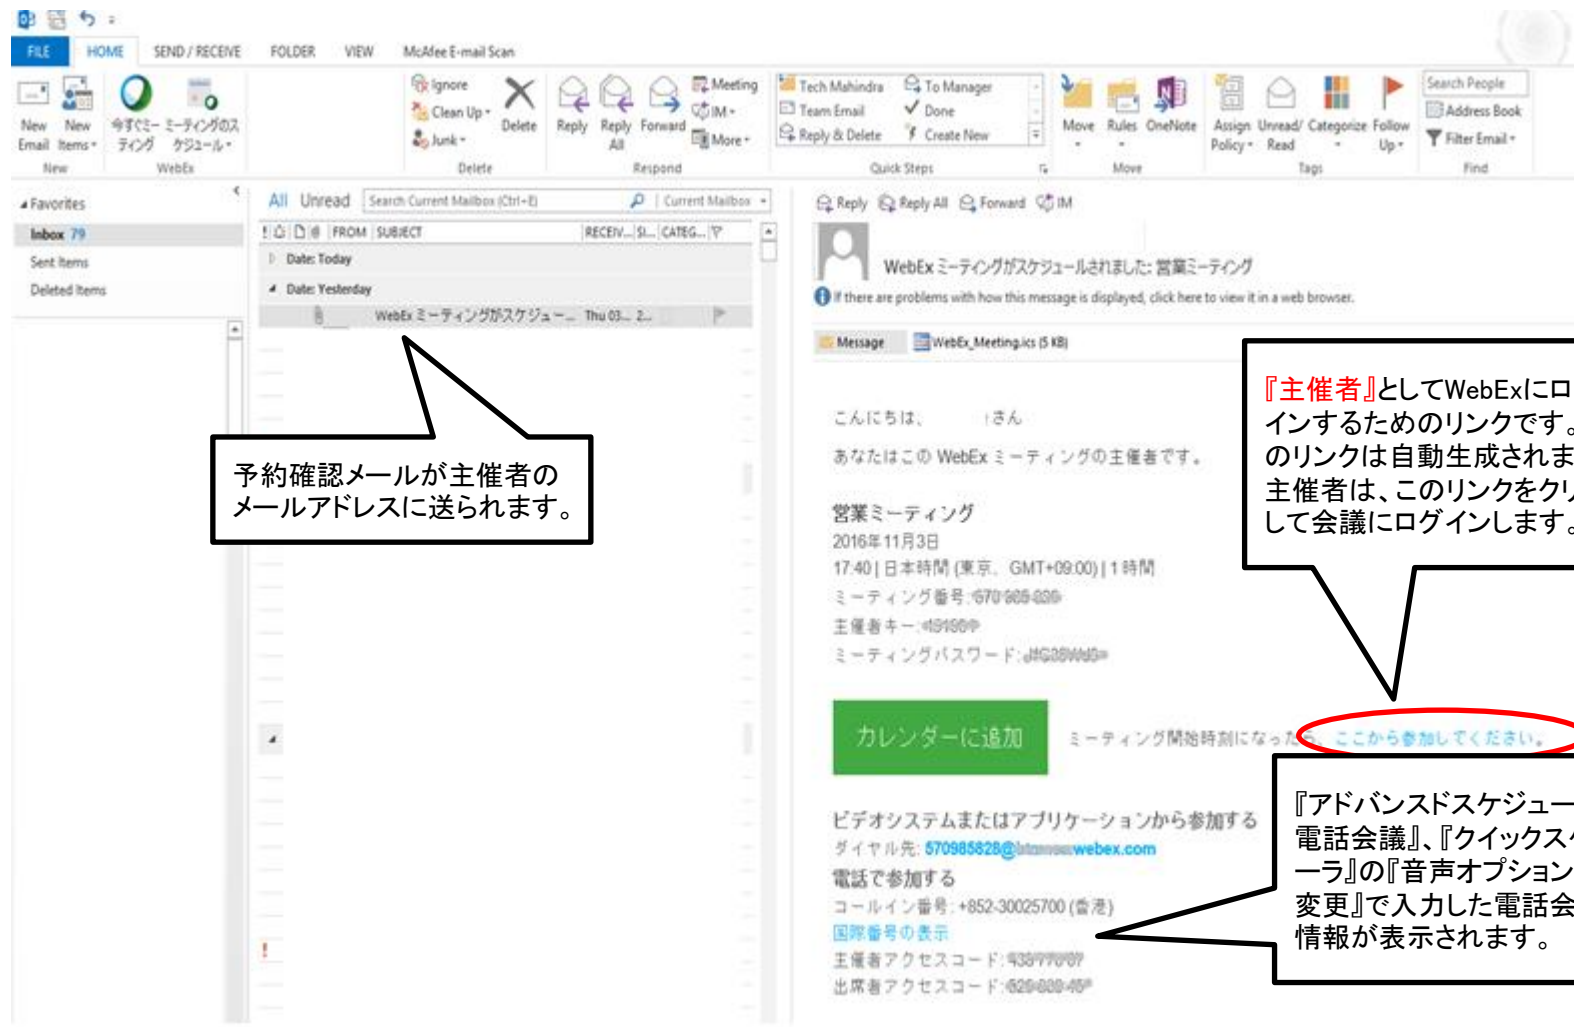 FILE HOME SEND / RECEIVE FOLDER VIEW McAfee E-mail Scan
New Email
New Items
今すぐミーティング
ミーティングのスケジュール
Ignore
Clean Up
Junk
Delete
Reply
Reply All
Forward
Meeting
IM
More
Tech Mahindra
Team Email
Reply & Delete
To Manager
Done
Create New
Move
Rules
OneNote
Assign Policy
Unread/ Read
Categorize
Follow Up
Search People
Address Book
Filter Email
New WebEx Delete Respond Quick Steps Move Tags Find
Favorites
Inbox 79
Sent Items
Deleted Items
All Unread Search Current Mailbox (Ctrl+E) Current Mailbox
! FROM SUBJECT RECEIV... SI... CATEG...
Date: Today
Date: Yesterday
WebEx ミーティングがスケジュー... Thu 03... 2...
予約確認メールが主催者の
メールアドレスに送られます。
Reply Reply All Forward IM
WebEx ミーティングがスケジュールされました: 営業ミーティング
If there are problems with how this message is displayed, click here to view it in a web browser.
Message WebEx_Meeting.ics (5 KB)
こんにちは、 さん
あなたはこの WebEx ミーティングの主催者です。
営業ミーティング
2016年11月3日
17:40 | 日本時間 (東京、GMT+09:00) | 1 時間
ミーティング番号:
主催者キー:
ミーティングパスワード:
カレンダーに追加
ミーティング開始時刻になったら、ここから参加してください。
ビデオシステムまたはアプリケーションから参加する
ダイヤル先: 570985828@ webex.com
電話で参加する
コールイン番号: +852-30025700 (香港)
国際番号の表示
主催者アクセスコード:
出席者アクセスコード:
!
『主催者』としてWebExにロ
インするためのリンクです。
のリンクは自動生成されま
主催者は、このリンクをクリ
して会議にログインします。
『アドバンスドスケジュー
電話会議』、『クイックスケ
ーラ』の『音声オプション
変更』で入力した電話会
情報が表示されます。